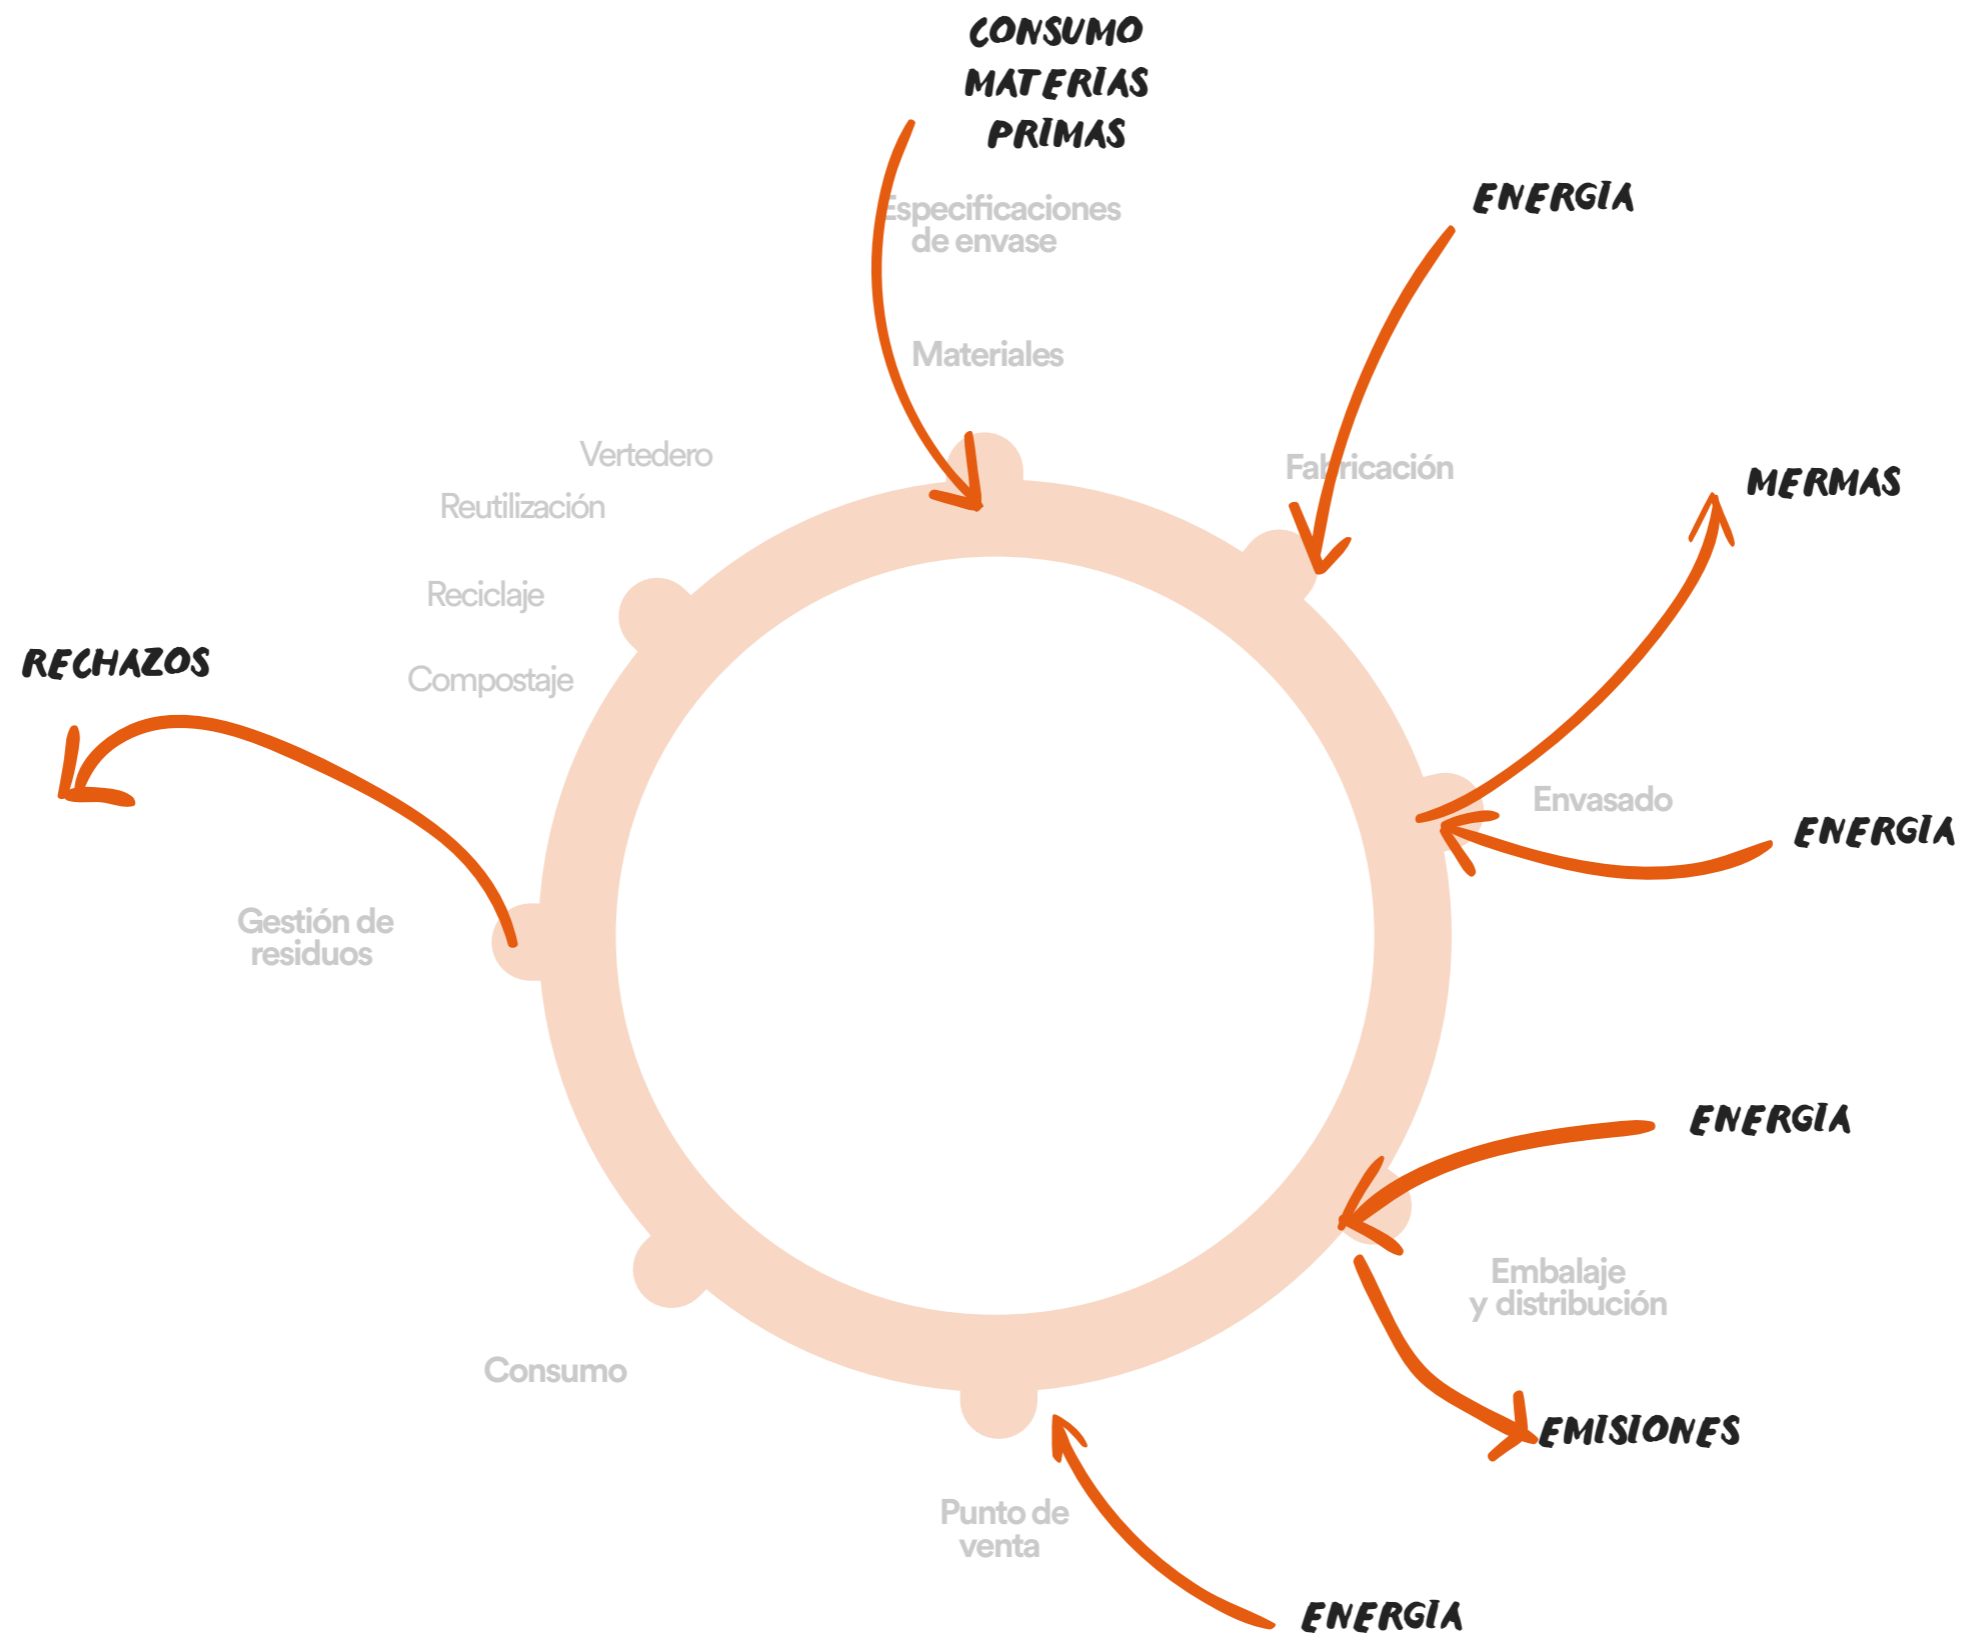 CONSUMO
MATERIAS
PRIMAS
ENERGIA
Especificaciones
de envase
Materiales
Vertedero
Fabricación
MERMAS
Reutilización
Reciclaje
RECHAZOS
Compostaje
Envasado
ENERGIA
Gestión de
residuos
ENERGIA
Embalaje
y distribución
Consumo
EMISIONES
Punto de
venta
ENERGIA